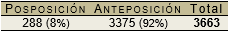 POSPOSICIÓN ANTEPOSICIÓN TOTAL
288 (8%) 3375 (92%) 3663